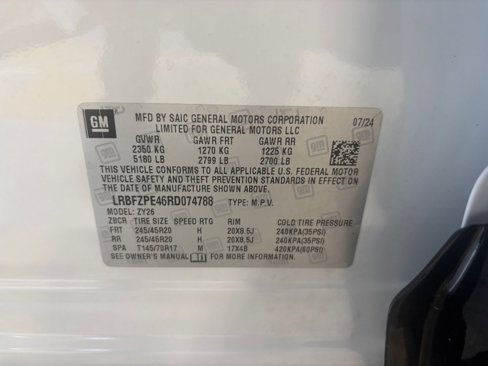 GM
MFD BY SAIC GENERAL MOTORS CORPORATION 07/24
LIMITED FOR GENERAL MOTORS LLC
GVWR GAWR FRT GAWR RR
2350 KG 1270 KG 1225 KG
5180 LB 2799 LB 2700 LB
THIS VEHICLE CONFORMS TO ALL APPLICABLE U.S. FEDERAL MOTOR
VEHICLE SAFETY AND THEFT PREVENTION STANDARDS IN EFFECT
ON THE DATE OF MANUFACTURE SHOWN ABOVE.
LRBFZPE46RD074788 TYPE: M.P.V.
MODEL: ZY26
ZBCR TIRE SIZE SPEED RTG RIM COLD TIRE PRESSURE
FRT 245/45R20 H 20X8.5J 240KPA(35PSI)
RR 245/45R20 H 20X8.5J 240KPA(35PSI)
SPA T145/70R17 M 17X4B 420KPA(60PSI)
SEE OWNER'S MANUAL FOR MORE INFORMATION.